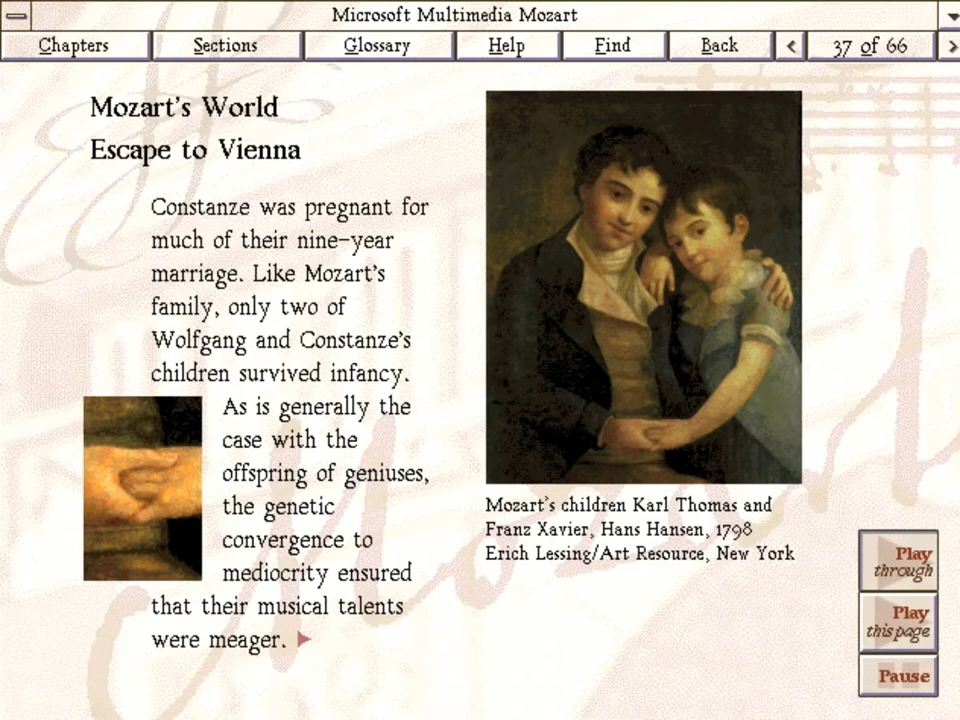 Microsoft Multimedia Mozart
Chapters Sections Glossary Help Find Back < 37 of 66 >
Mozart's World
Escape to Vienna
Constanze was pregnant for
much of their nine-year
marriage. Like Mozart's
family, only two of
Wolfgang and Constanze's
children survived infancy.
As is generally the
case with the
offspring of geniuses,
the genetic
convergence to
mediocrity ensured
that their musical talents
were meager.
Mozart's children Karl Thomas and
Franz Xavier, Hans Hansen, 1798
Erich Lessing/Art Resource, New York
Play
through
Play
this page
Pause